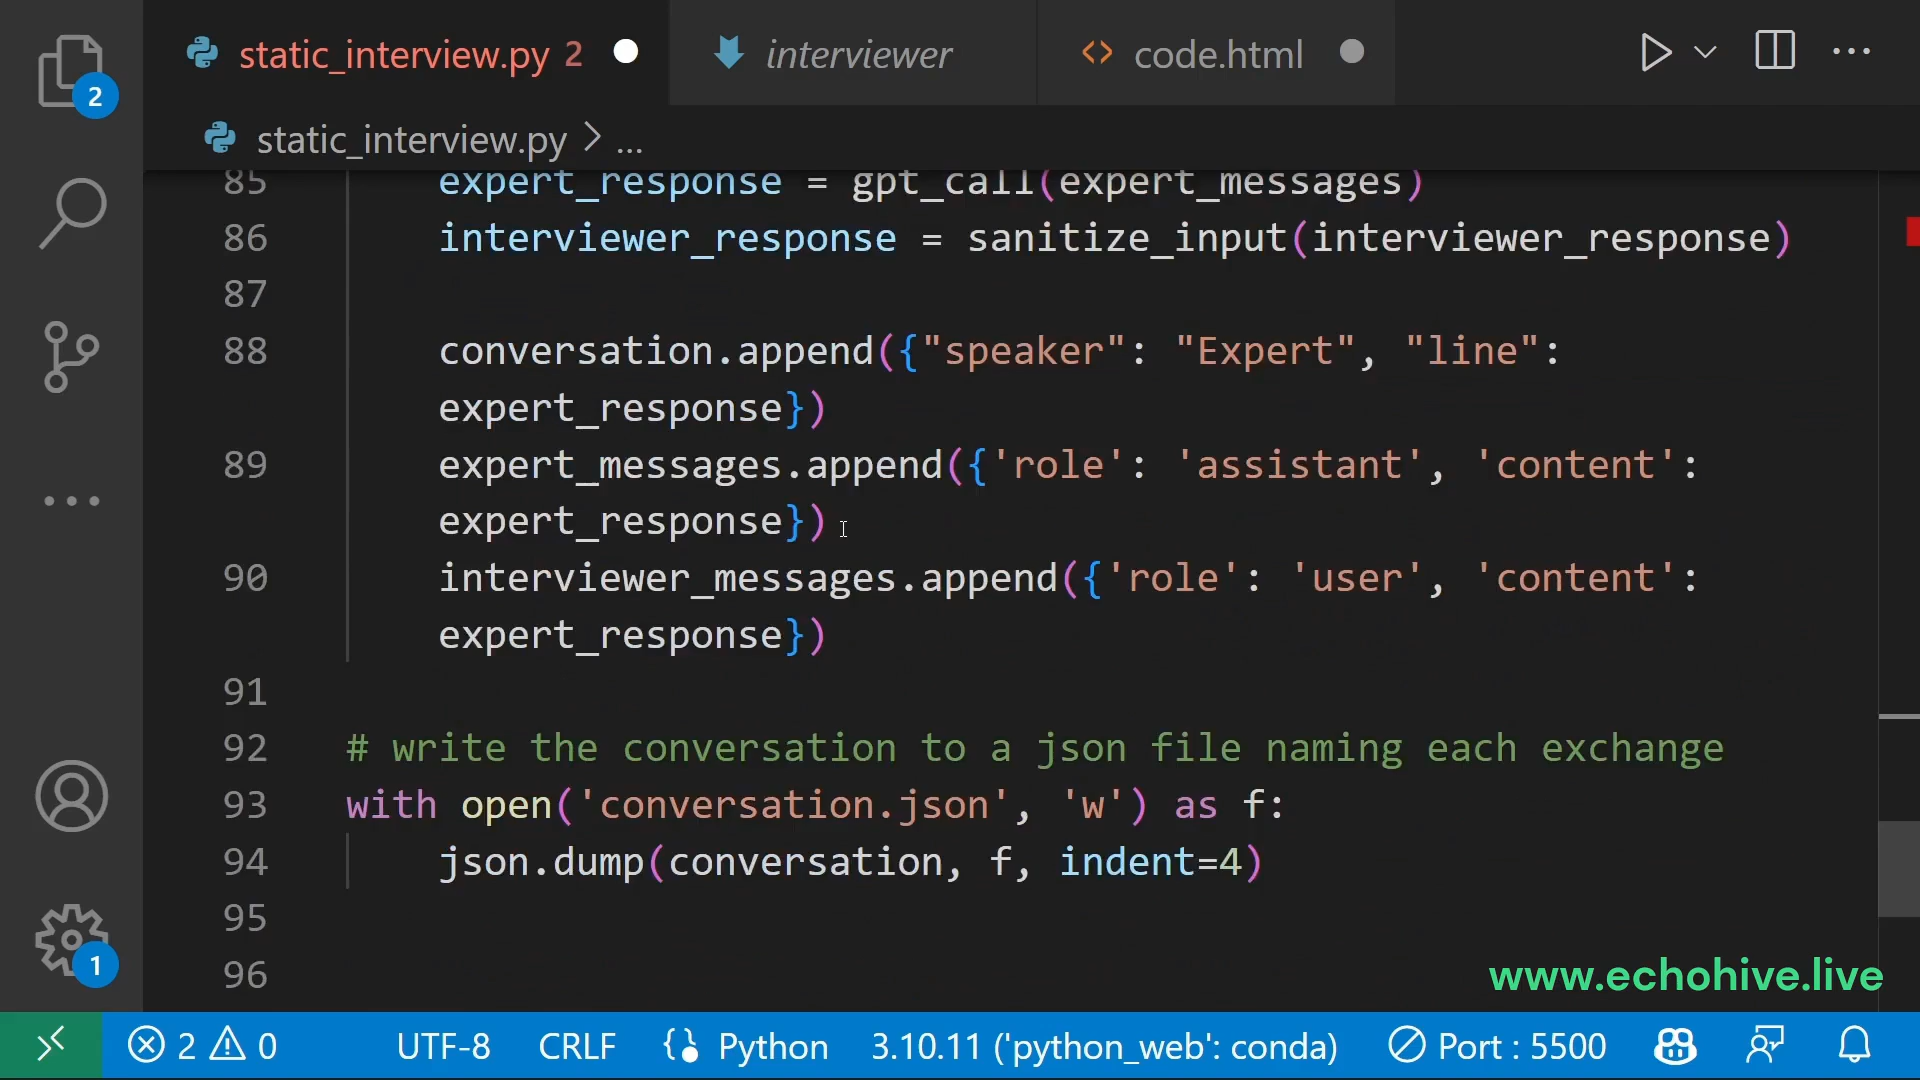 static_interview.py 2
interviewer
code.html
2
static_interview.py > ...
85 expert_response = gpt_call(expert_messages)
86 interviewer_response = sanitize_input(interviewer_response)
87
88 conversation.append({"speaker": "Expert", "line":
expert_response})
89 expert_messages.append({'role': 'assistant', 'content':
expert_response})
90 interviewer_messages.append({'role': 'user', 'content':
expert_response})
91
92 # write the conversation to a json file naming each exchange
93 with open('conversation.json', 'w') as f:
94 json.dump(conversation, f, indent=4)
95
96
1
www.echohive.live
2 0 UTF-8 CRLF Python 3.10.11 ('python_web': conda) Port : 5500